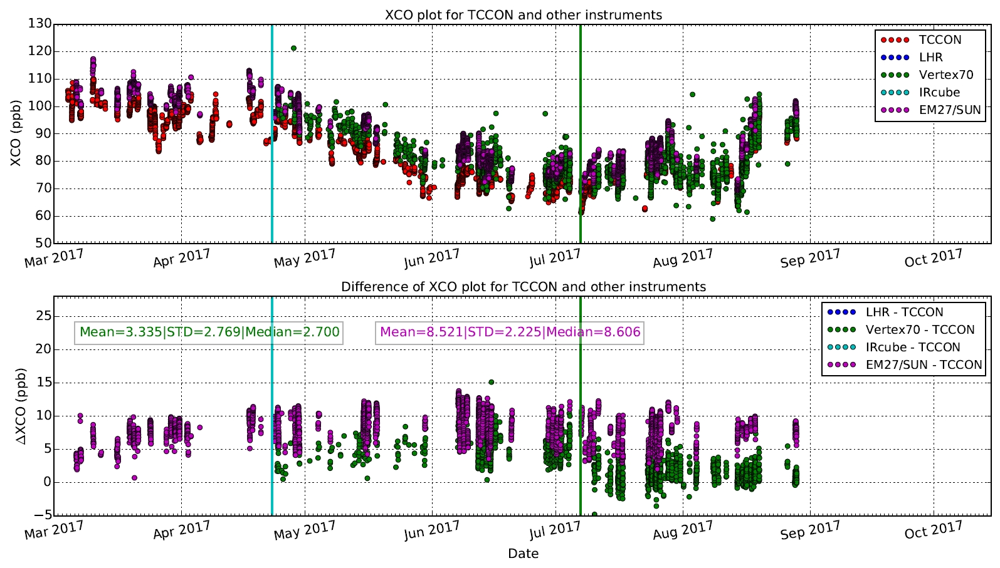 XCO plot for TCCON and other instruments
130
120
110
100
90
80
70
60
50
XCO (ppb)
TCCON
LHR
Vertex70
IRcube
EM27/SUN
Mar 2017 Apr 2017 May 2017 Jun 2017 Jul 2017 Aug 2017 Sep 2017 Oct 2017
Difference of XCO plot for TCCON and other instruments
25
20
15
10
5
0
−5
ΔXCO (ppb)
Mean=3.335|STD=2.769|Median=2.700
Mean=8.521|STD=2.225|Median=8.606
LHR - TCCON
Vertex70 - TCCON
IRcube - TCCON
EM27/SUN - TCCON
Mar 2017 Apr 2017 May 2017 Jun 2017 Jul 2017 Aug 2017 Sep 2017 Oct 2017
Date